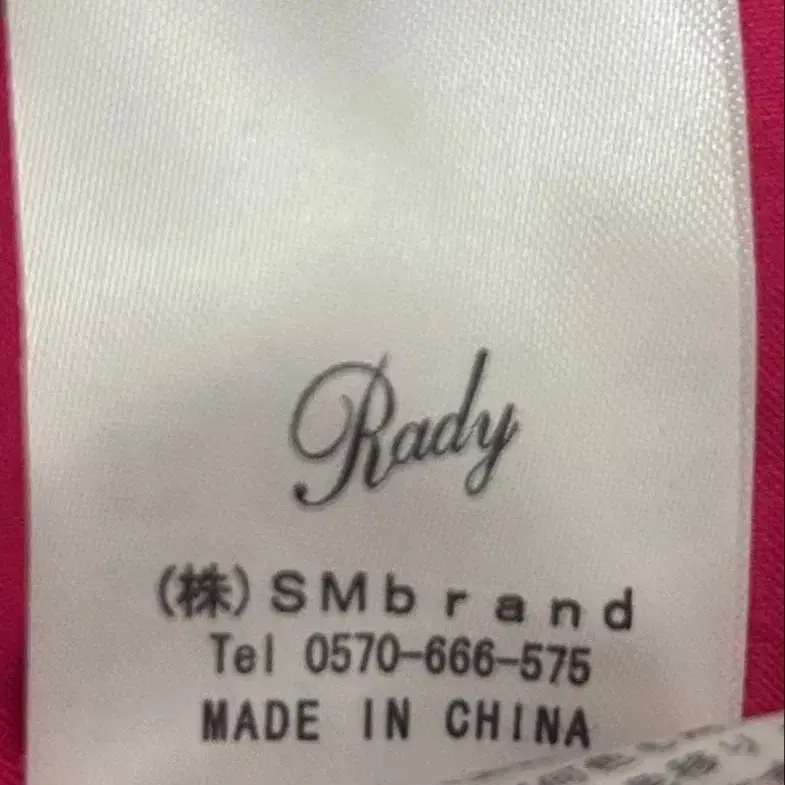 Rady
(株)SMbrand
Tel 0570-666-575
MADE IN CHINA